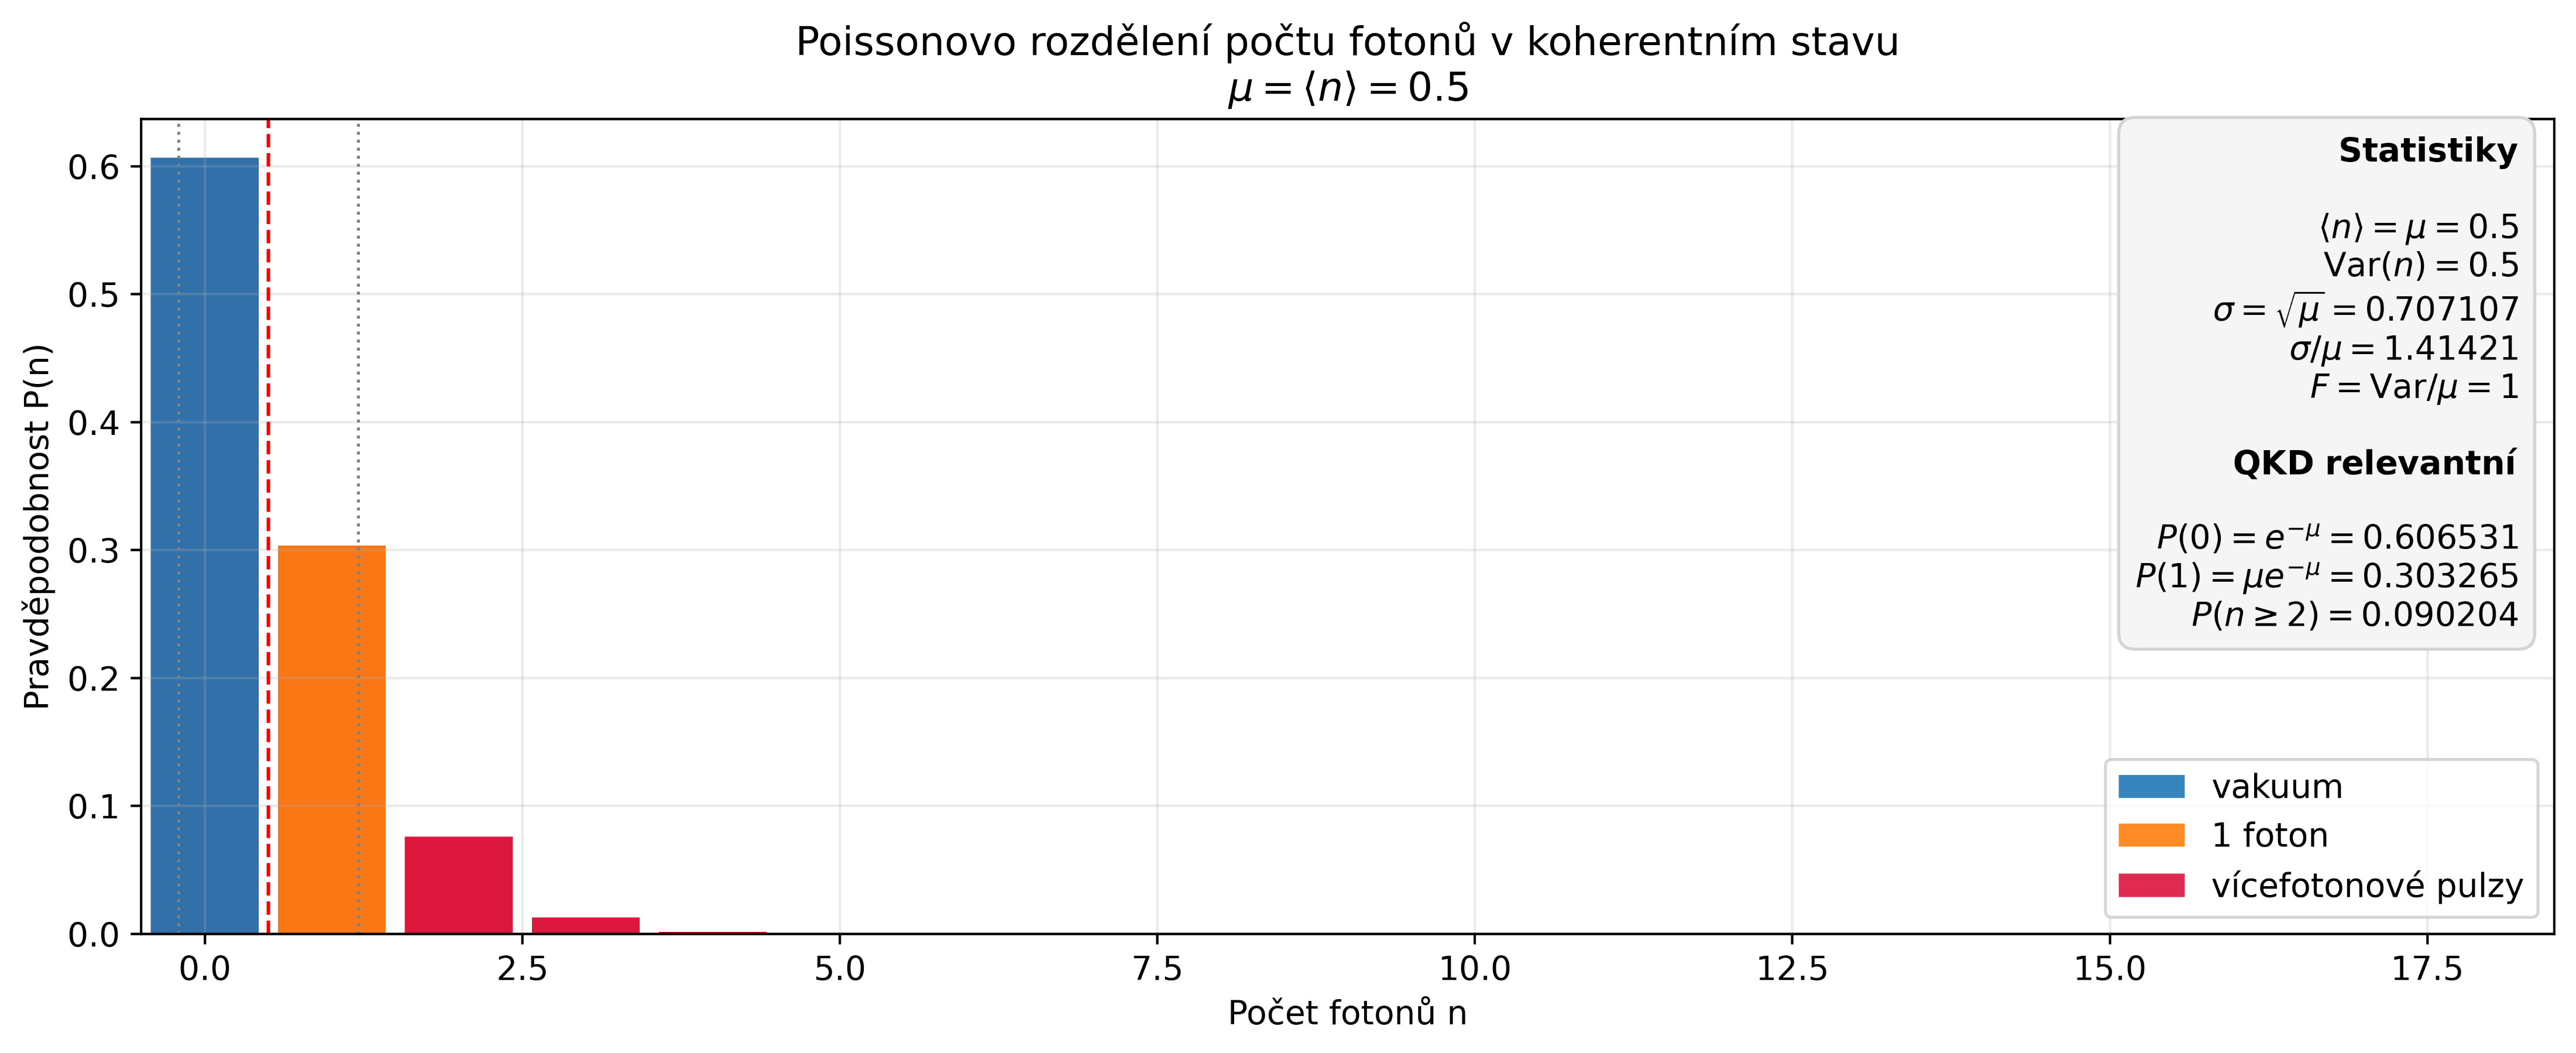 Poissonovo rozdělení počtu fotonů v koherentním stavu
μ = ⟨n⟩ = 0.5
Pravděpodobnost P(n)
0.6
0.5
0.4
0.3
0.2
0.1
0.0
0.0 2.5 5.0 7.5 10.0 12.5 15.0 17.5
Počet fotonů n
Statistiky
⟨n⟩ = μ = 0.5
Var(n) = 0.5
σ = √μ = 0.707107
σ/μ = 1.41421
F = Var/μ = 1
QKD relevantní
P(0) = e⁻μ = 0.606531
P(1) = μe⁻μ = 0.303265
P(n ≥ 2) = 0.090204
vakuum
1 foton
vícefotonové pulzy